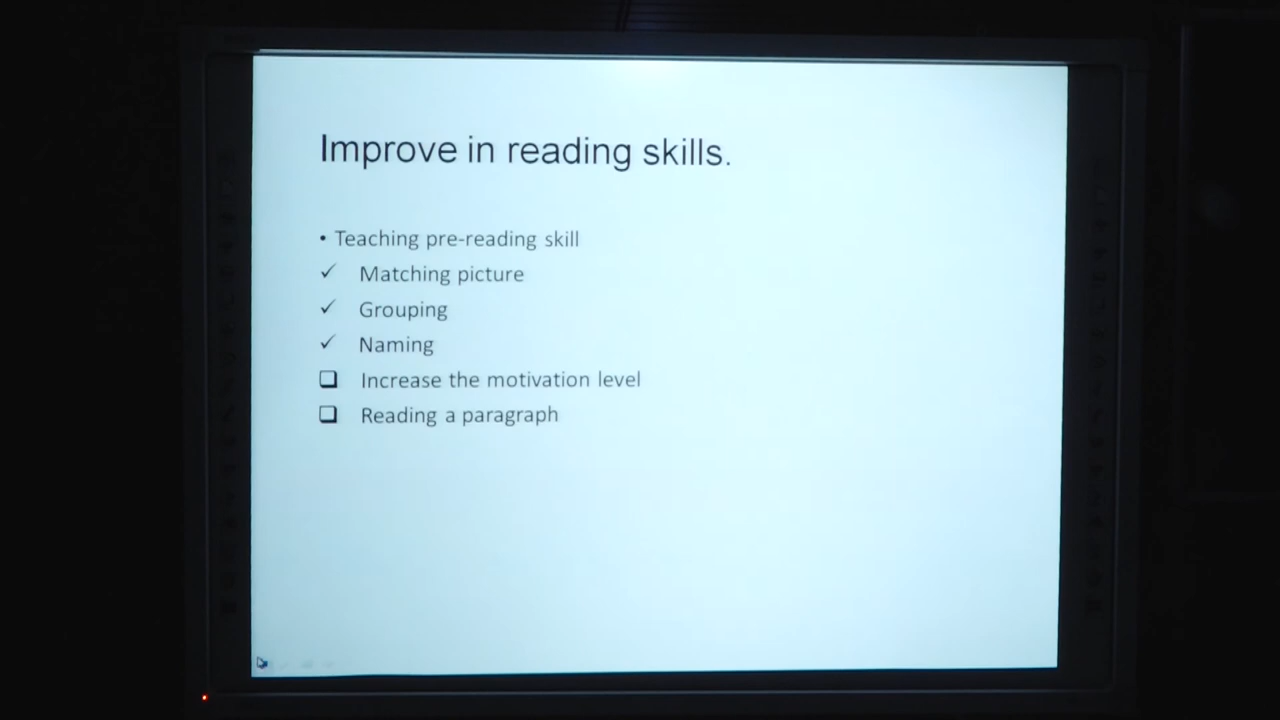 Improve in reading skills.
• Teaching pre-reading skill
✓ Matching picture
✓ Grouping
✓ Naming
❑ Increase the motivation level
❑ Reading a paragraph